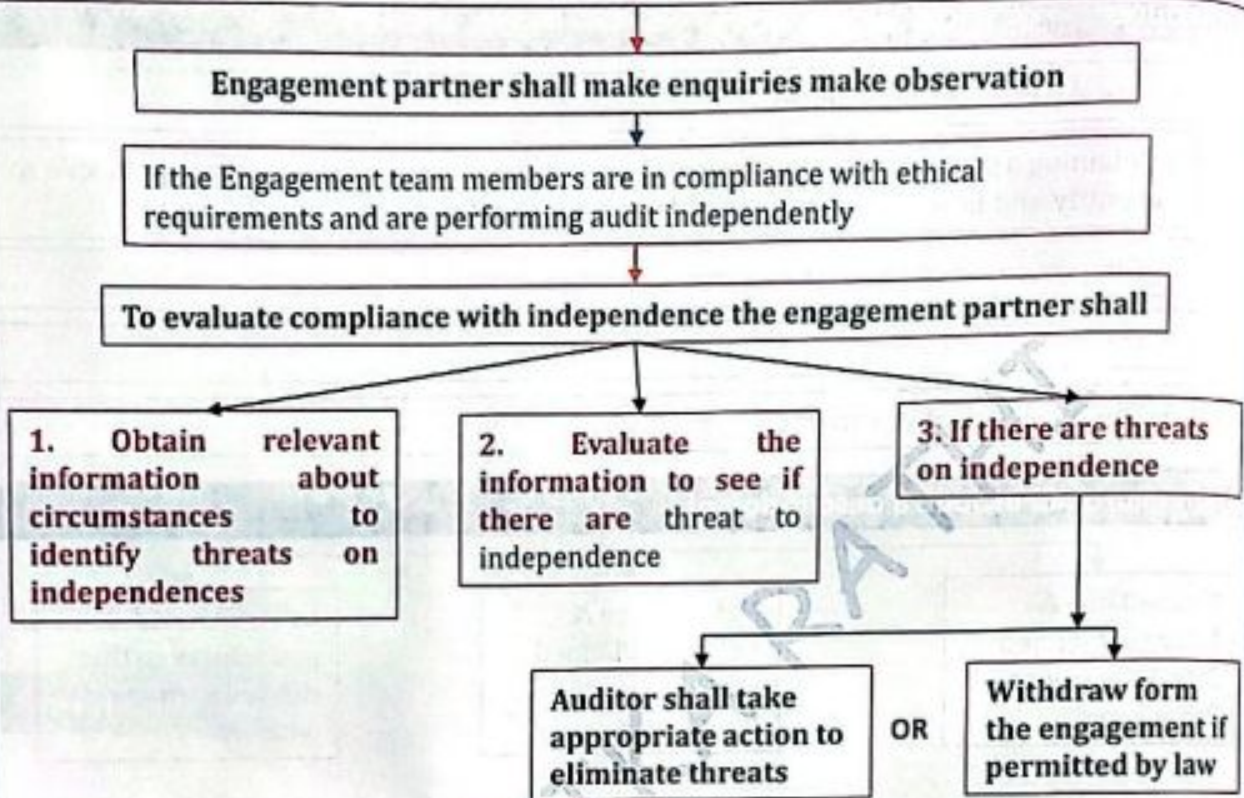 Engagement partner shall make enquiries make observation
If the Engagement team members are in compliance with ethical
requirements and are performing audit independently
To evaluate compliance with independence the engagement partner shall
1. Obtain relevant
information about
circumstances to
identify threats on
independences
2. Evaluate the
information to see if
there are threat to
independence
3. If there are threats
on independence
Auditor shall take
appropriate action to
eliminate threats
OR
Withdraw form
the engagement if
permitted by law